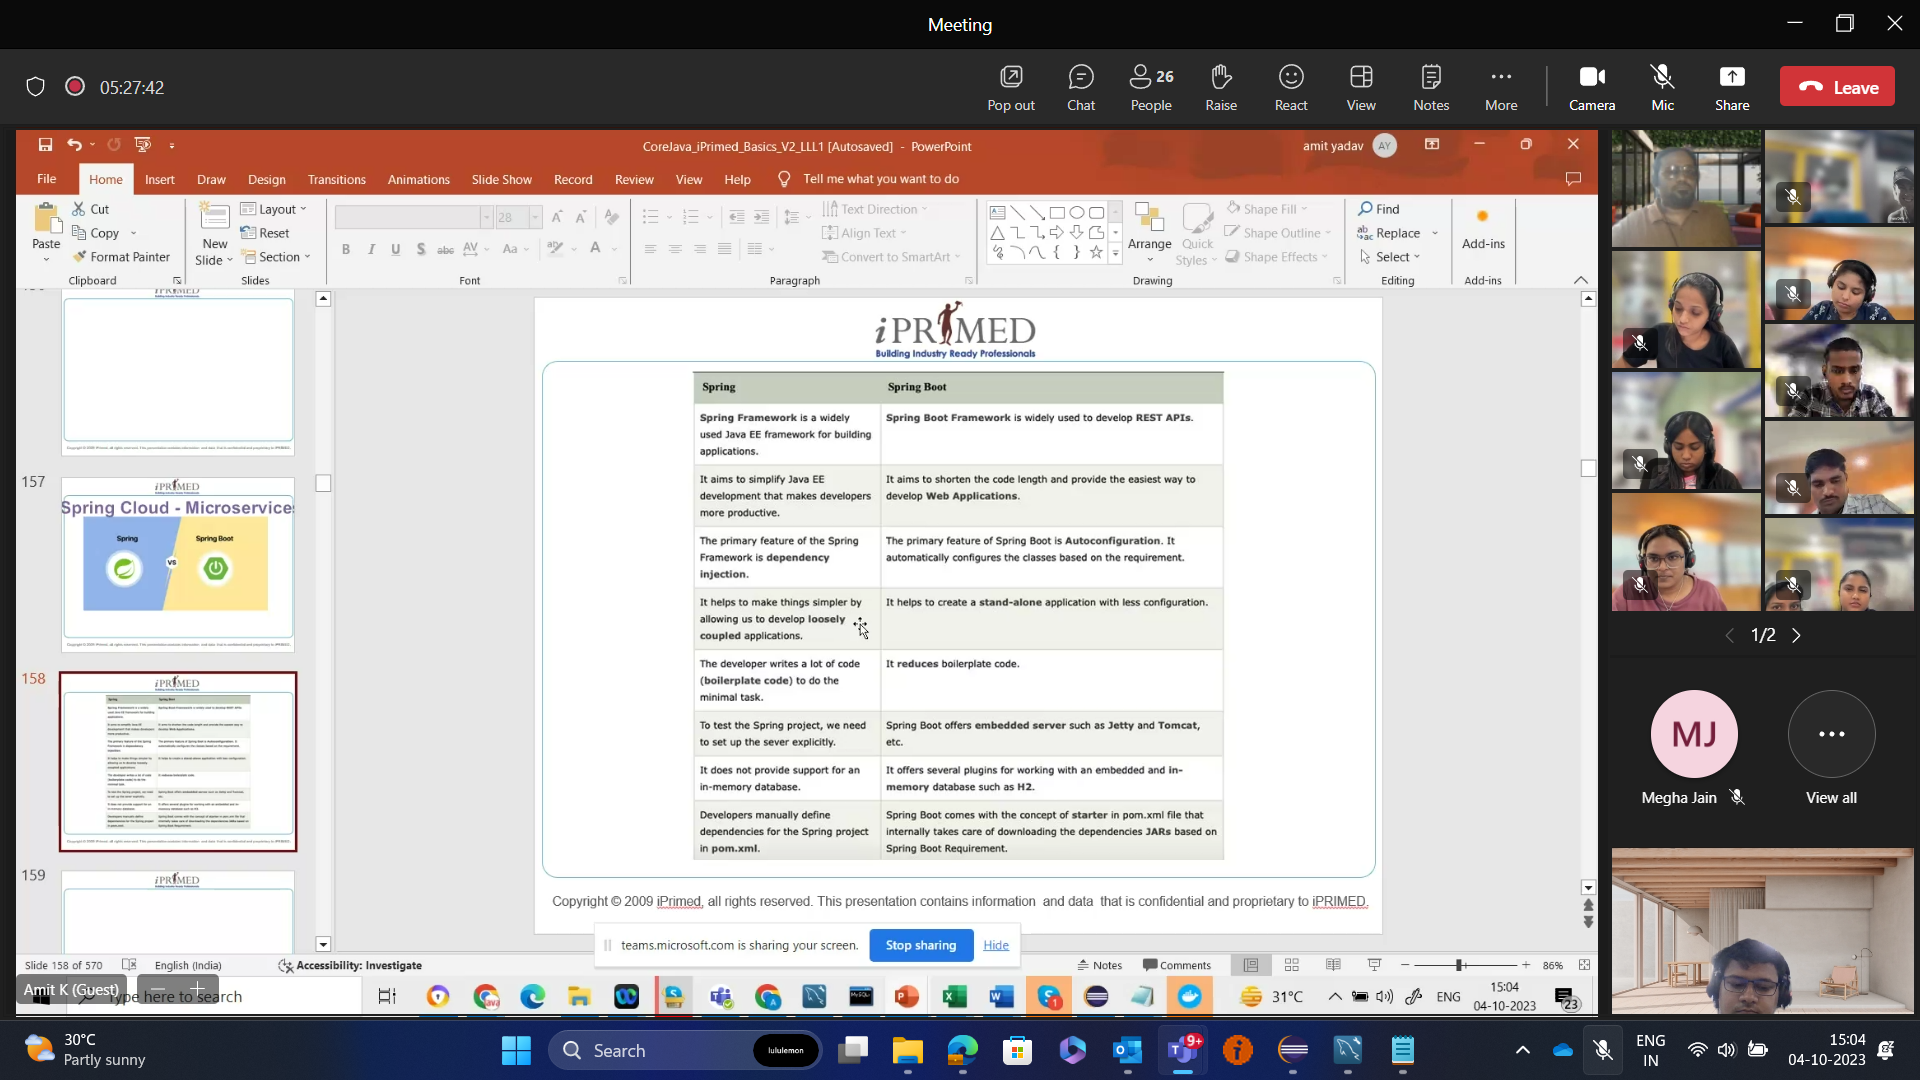 Meeting
05:27:42
Pop out
Chat
26
People
Raise
React
View
Notes
More
Camera
Mic
Share
Leave
CoreJava_iPrimed_Basics_V2_LLL1 [Autosaved] - PowerPoint
amit yadav
AY
File
Home
Insert
Draw
Design
Transitions
Animations
Slide Show
Record
Review
View
Help
Tell me what you want to do
Paste
Cut
Copy
Format Painter
Clipboard
New Slide
Layout
Reset
Section
Slides
28
Font
Text Direction
Align Text
Convert to SmartArt
Paragraph
Arrange
Quick Styles
Shape Fill
Shape Outline
Shape Effects
Drawing
Find
Replace
Select
Editing
Add-ins
Add-ins
157
iPRIMED
Spring Cloud - Microservice
Spring
VS
Spring Boot
158
159
iPRIMED
Building Industry Ready Professionals
Spring
Spring Boot
Spring Framework is a widely used Java EE framework for building applications.
Spring Boot Framework is widely used to develop REST APIs.
It aims to simplify Java EE development that makes developers more productive.
It aims to shorten the code length and provide the easiest way to develop Web Applications.
The primary feature of the Spring Framework is dependency injection.
The primary feature of Spring Boot is Autoconfiguration. It automatically configures the classes based on the requirement.
It helps to make things simpler by allowing us to develop loosely coupled applications.
It helps to create a stand-alone application with less configuration.
The developer writes a lot of code (boilerplate code) to do the minimal task.
It reduces boilerplate code.
To test the Spring project, we need to set up the sever explicitly.
Spring Boot offers embedded server such as Jetty and Tomcat, etc.
It does not provide support for an in-memory database.
It offers several plugins for working with an embedded and in-memory database such as H2.
Developers manually define dependencies for the Spring project in pom.xml.
Spring Boot comes with the concept of starter in pom.xml file that internally takes care of downloading the dependencies JARs based on Spring Boot Requirement.
Copyright © 2009 iPrimed, all rights reserved. This presentation contains information and data that is confidential and proprietary to iPRIMED.
teams.microsoft.com is sharing your screen.
Stop sharing
Hide
Slide 158 of 570
English (India)
Accessibility: Investigate
Notes
Comments
86%
Amit K (Guest)
Type here to search
31°C
ENG
15:04
04-10-2023
23
1/2
MJ
Megha Jain
View all
30°C
Partly sunny
Search
lululemon
9+
ENG
IN
15:04
04-10-2023